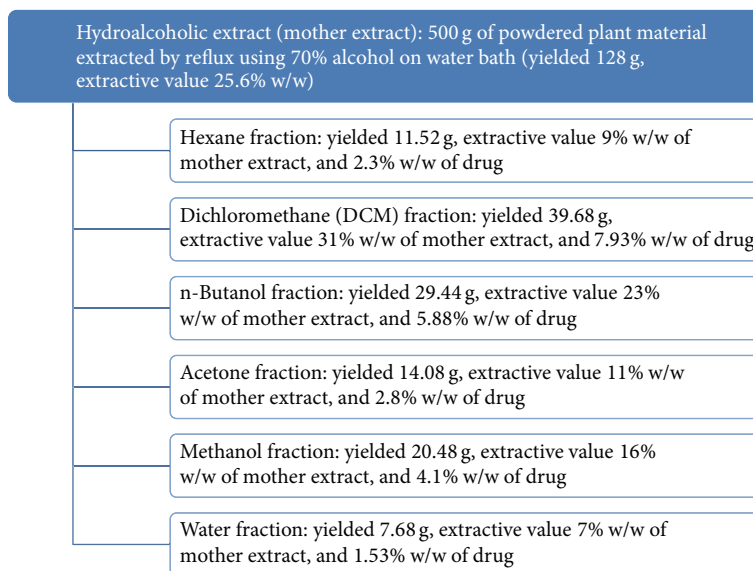 Hydroalcoholic extract (mother extract): 500 g of powdered plant material
extracted by reflux using 70% alcohol on water bath (yielded 128 g,
extractive value 25.6% w/w)
Hexane fraction: yielded 11.52 g, extractive value 9% w/w of
mother extract, and 2.3% w/w of drug
Dichloromethane (DCM) fraction: yielded 39.68 g,
extractive value 31% w/w of mother extract, and 7.93% w/w of drug
n-Butanol fraction: yielded 29.44 g, extractive value 23%
w/w of mother extract, and 5.88% w/w of drug
Acetone fraction: yielded 14.08 g, extractive value 11% w/w
of mother extract, and 2.8% w/w of drug
Methanol fraction: yielded 20.48 g, extractive value 16%
w/w of mother extract, and 4.1% w/w of drug
Water fraction: yielded 7.68 g, extractive value 7% w/w of
mother extract, and 1.53% w/w of drug